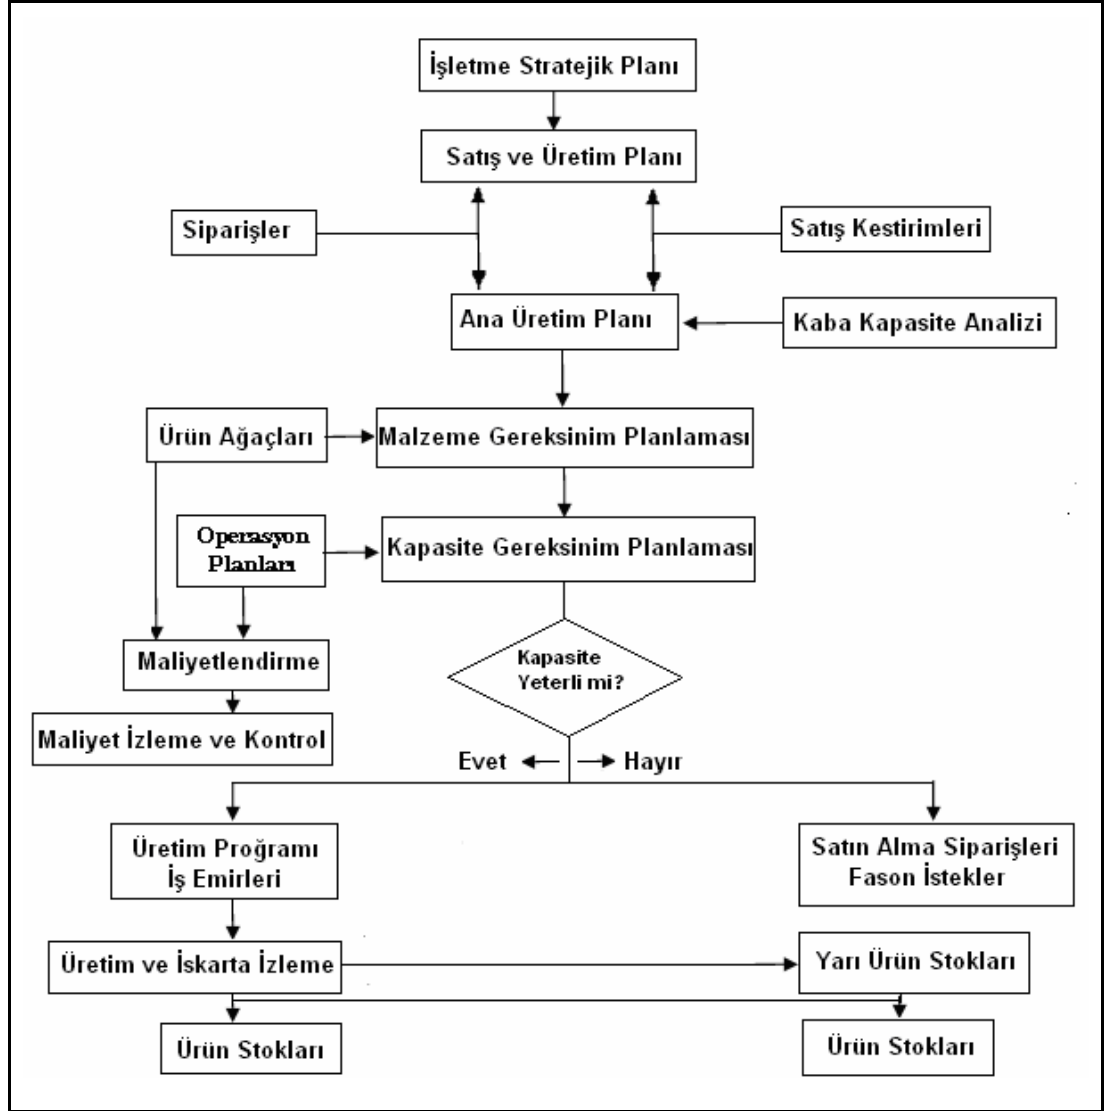 İşletme Stratejik Planı
Satış ve Üretim Planı
Siparişler
Satış Kestirimleri
Ana Üretim Planı
Kaba Kapasite Analizi
Ürün Ağaçları
Malzeme Gereksinim Planlaması
Operasyon
Planları
Kapasite Gereksinim Planlaması
Maliyetlendirme
Kapasite
Yeterli mi?
Maliyet İzleme ve Kontrol
Evet
Hayır
Üretim Proğramı
İş Emirleri
Satın Alma Siparişleri
Fason İstekler
Üretim ve İskarta İzleme
Yarı Ürün Stokları
Ürün Stokları
Ürün Stokları